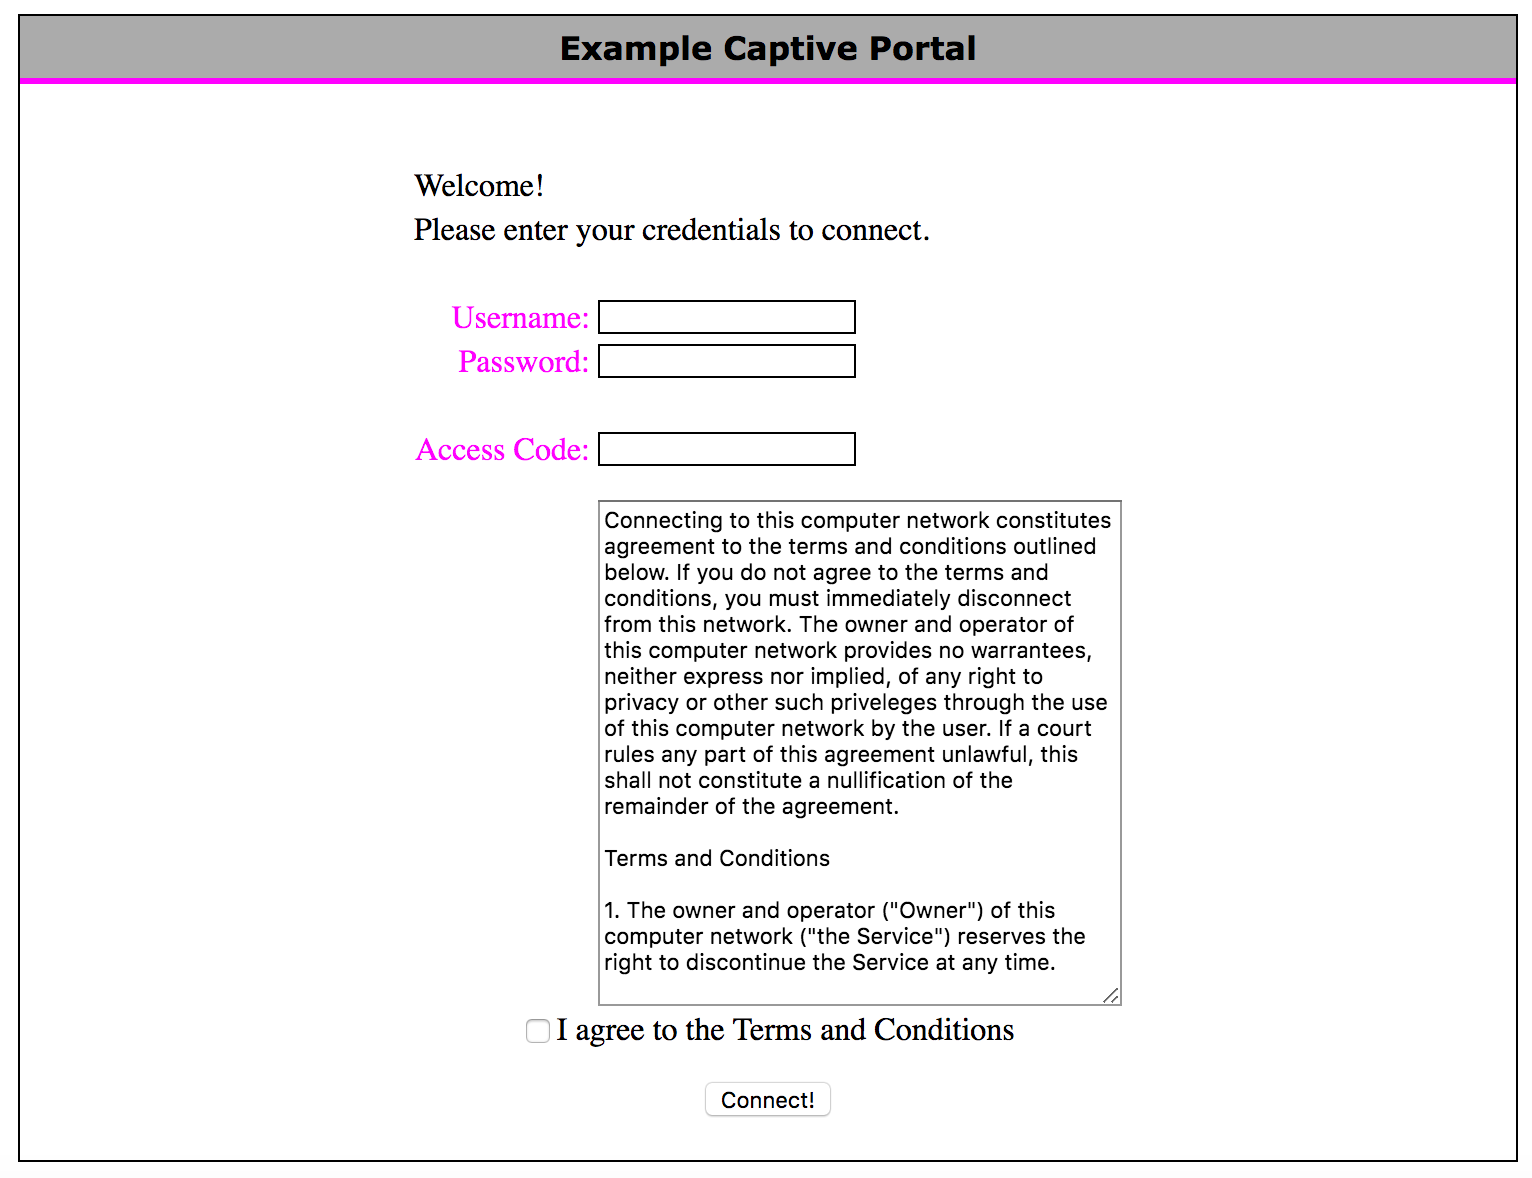 Example Captive Portal
Welcome!
Please enter your credentials to connect.
Username:
Password:
Access Code:
Connecting to this computer network constitutes
agreement to the terms and conditions outlined
below. If you do not agree to the terms and
conditions, you must immediately disconnect
from this network. The owner and operator of
this computer network provides no warrantees,
neither express nor implied, of any right to
privacy or other such priveleges through the use
of this computer network by the user. If a court
rules any part of this agreement unlawful, this
shall not constitute a nullification of the
remainder of the agreement.
Terms and Conditions
1. The owner and operator ("Owner") of this
computer network ("the Service") reserves the
right to discontinue the Service at any time.
I agree to the Terms and Conditions
Connect!